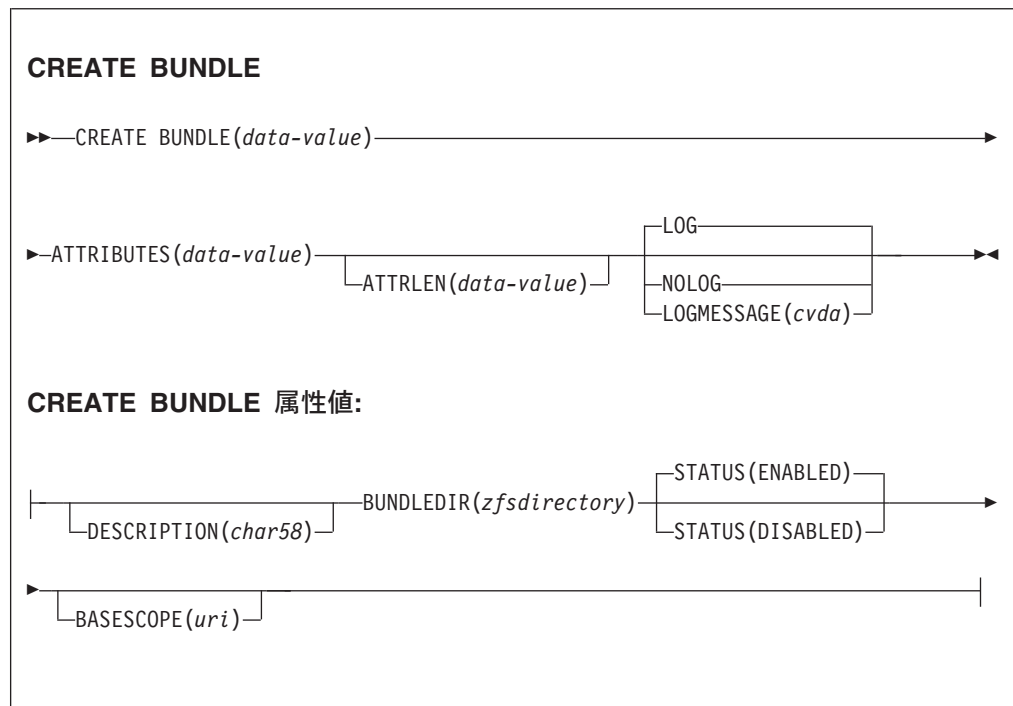 CREATE BUNDLE
CREATE BUNDLE(data-value)
LOG
ATTRIBUTES(data-value)
ATTRLEN(data-value)
NOLOG
LOGMESSAGE(cvda)
CREATE BUNDLE 属性値:
STATUS(ENABLED)
BUNDLEDIR(zfsdirectory)
DESCRIPTION(char58)
STATUS(DISABLED)
BASESCOPE(uri)